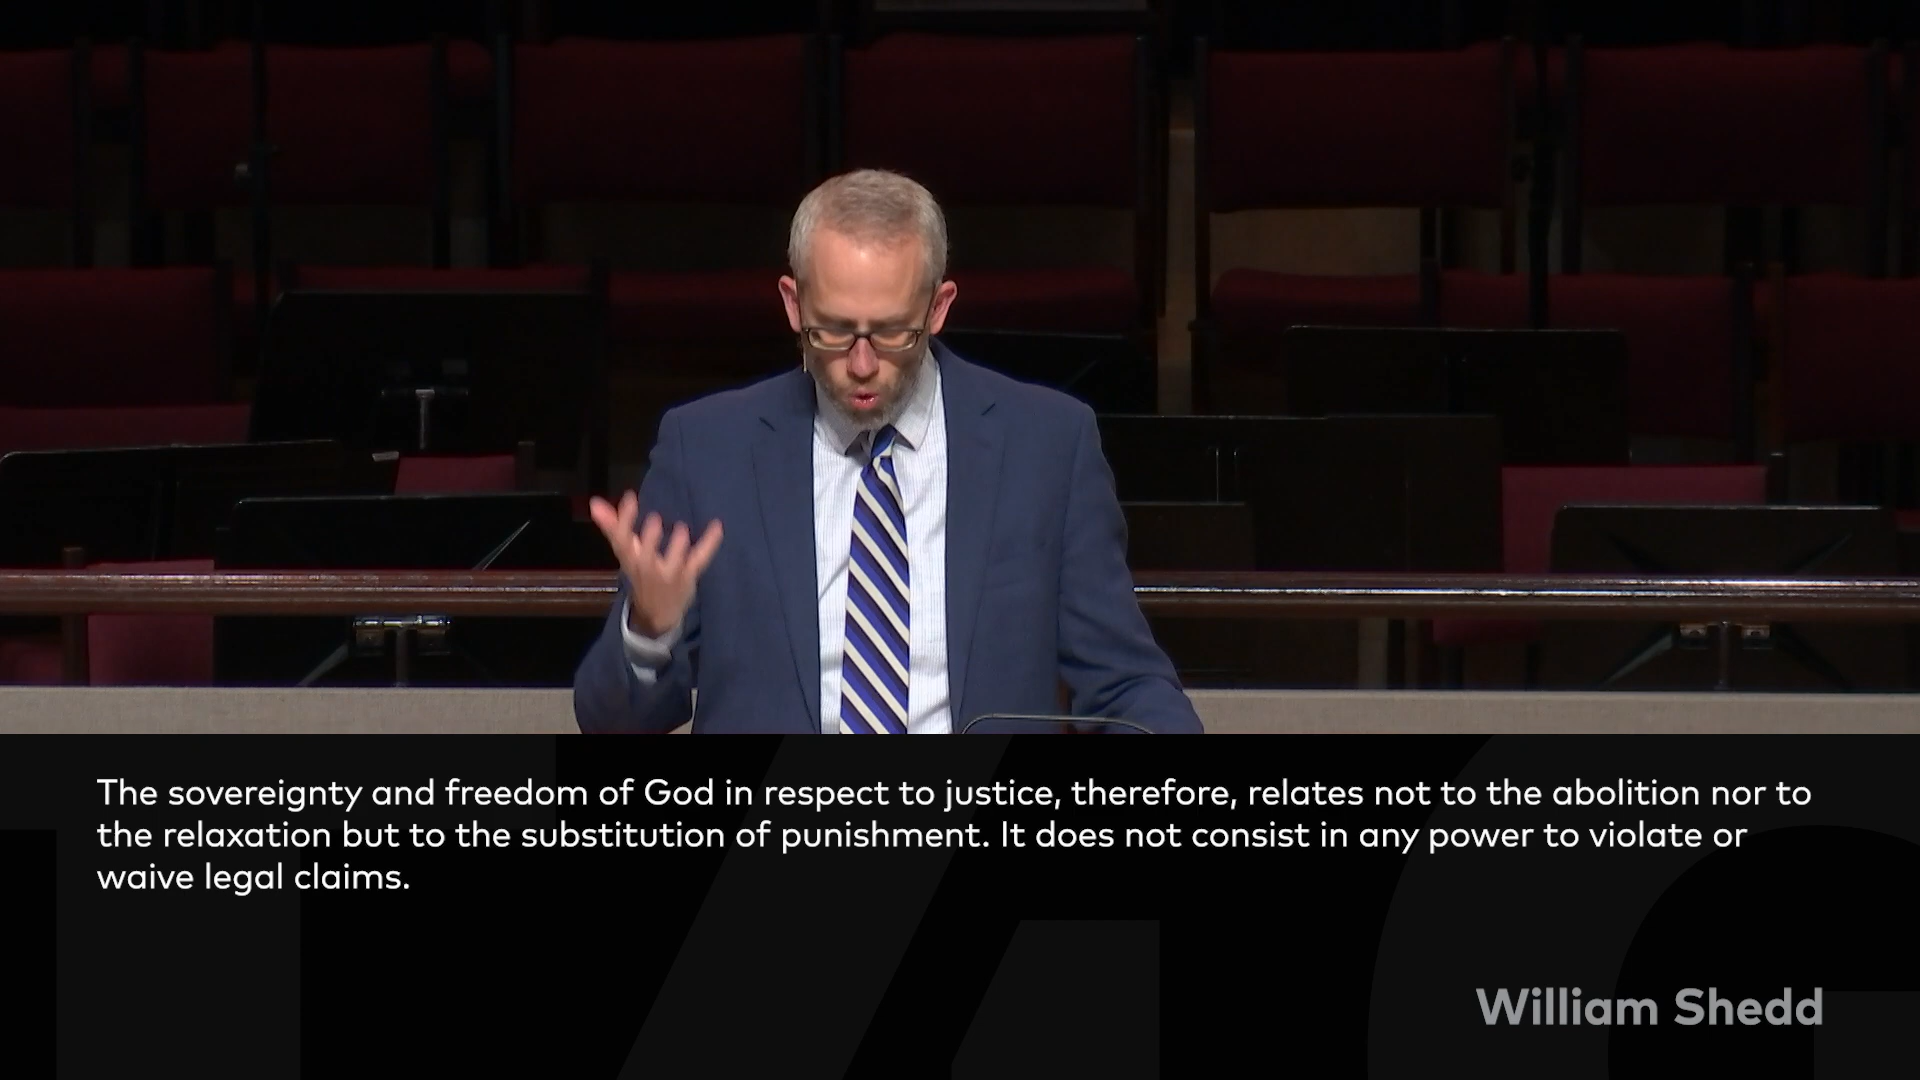 The sovereignty and freedom of God in respect to justice, therefore, relates not to the abolition nor to
the relaxation but to the substitution of punishment. It does not consist in any power to violate or
waive legal claims.
William Shedd